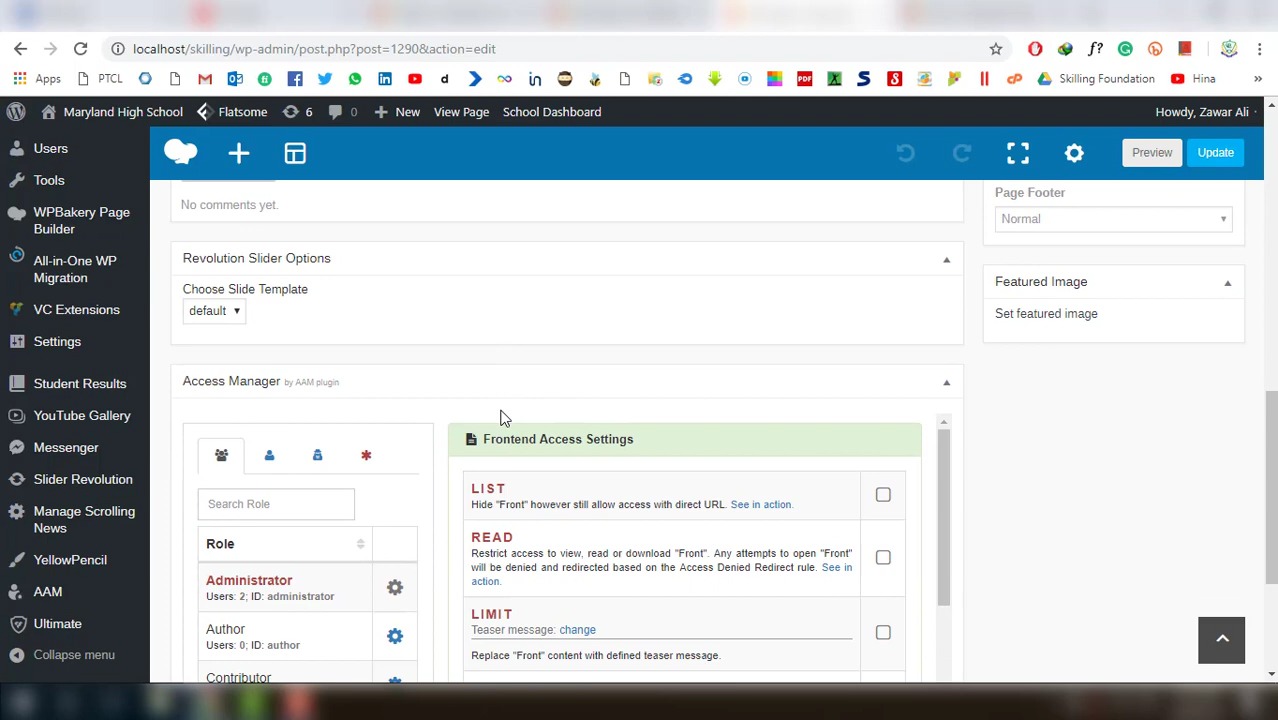 localhost/skilling/wp-admin/post.php?post=1290&action=edit
f?
Apps
PTCL
d
in
PDF
S
cP
Skilling Foundation
Hina
»
Maryland High School
Flatsome
6
0
New
View Page
School Dashboard
Howdy, Zawar Ali
Preview
Update
Users
Tools
WPBakery Page
Builder
All-in-One WP
Migration
VC Extensions
Settings
Student Results
YouTube Gallery
Messenger
Slider Revolution
Manage Scrolling
News
YellowPencil
AAM
Ultimate
Collapse menu
No comments yet.
Revolution Slider Options
Choose Slide Template
default
Access Manager by AAM plugin
Search Role
Role
Administrator
Users: 2; ID: administrator
Author
Users: 0; ID: author
Contributor
Frontend Access Settings
LIST
Hide "Front" however still allow access with direct URL. See in action.
READ
Restrict access to view, read or download "Front". Any attempts to open "Front"
will be denied and redirected based on the Access Denied Redirect rule. See in
action.
LIMIT
Teaser message: change
Replace "Front" content with defined teaser message.
Page Footer
Normal
Featured Image
Set featured image